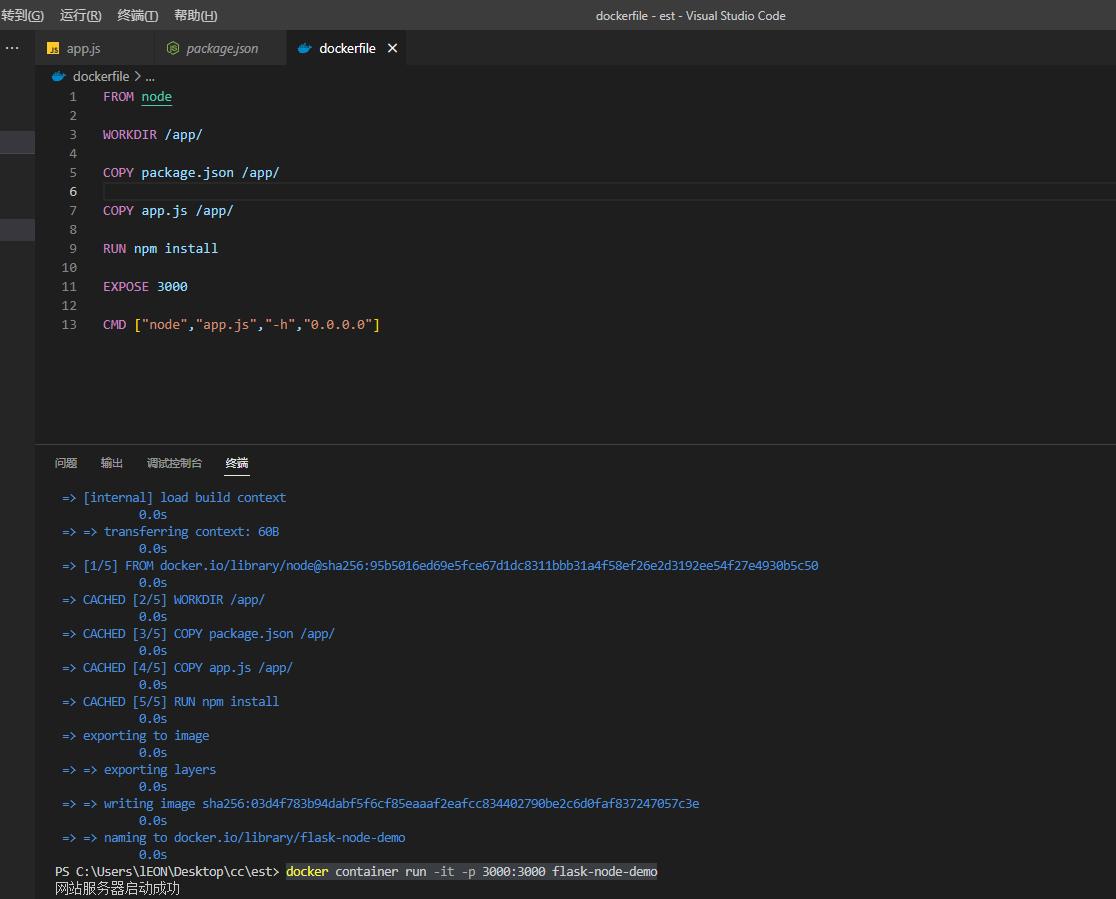 转到(G) 运行(R) 终端(T) 帮助(H) dockerfile - est - Visual Studio Code
... JS app.js package.json dockerfile ×
dockerfile > ...
1 FROM node
2
3 WORKDIR /app/
4
5 COPY package.json /app/
6
7 COPY app.js /app/
8
9 RUN npm install
10
11 EXPOSE 3000
12
13 CMD ["node","app.js","-h","0.0.0.0"]
问题 输出 调试控制台 终端
=> [internal] load build context
0.0s
=> => transferring context: 60B
0.0s
=> [1/5] FROM docker.io/library/node@sha256:95b5016ed69e5fce67d1dc8311bbb31a4f58ef26e2d3192ee54f27e4930b5c50
0.0s
=> CACHED [2/5] WORKDIR /app/
0.0s
=> CACHED [3/5] COPY package.json /app/
0.0s
=> CACHED [4/5] COPY app.js /app/
0.0s
=> CACHED [5/5] RUN npm install
0.0s
=> exporting to image
0.0s
=> => exporting layers
0.0s
=> => writing image sha256:03d4f783b94dabf5f6cf85eaaaf2eafcc834402790be2c6d0faf837247057c3e
0.0s
=> => naming to docker.io/library/flask-node-demo
0.0s
PS C:\Users\lEON\Desktop\cc\est> docker container run -it -p 3000:3000 flask-node-demo
网站服务器启动成功